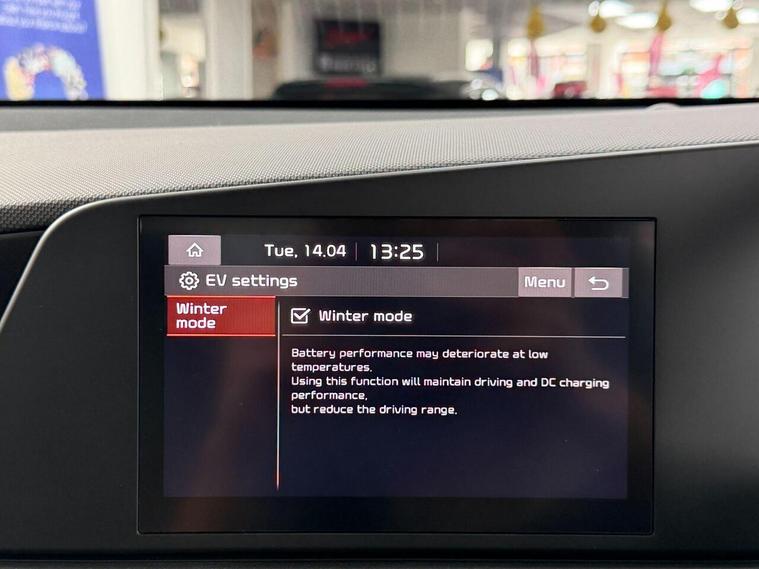 Tue, 14.04
13:25
EV settings
Menu
Winter
mode
Winter mode
Battery performance may deteriorate at low
temperatures.
Using this function will maintain driving and DC charging
performance,
but reduce the driving range.